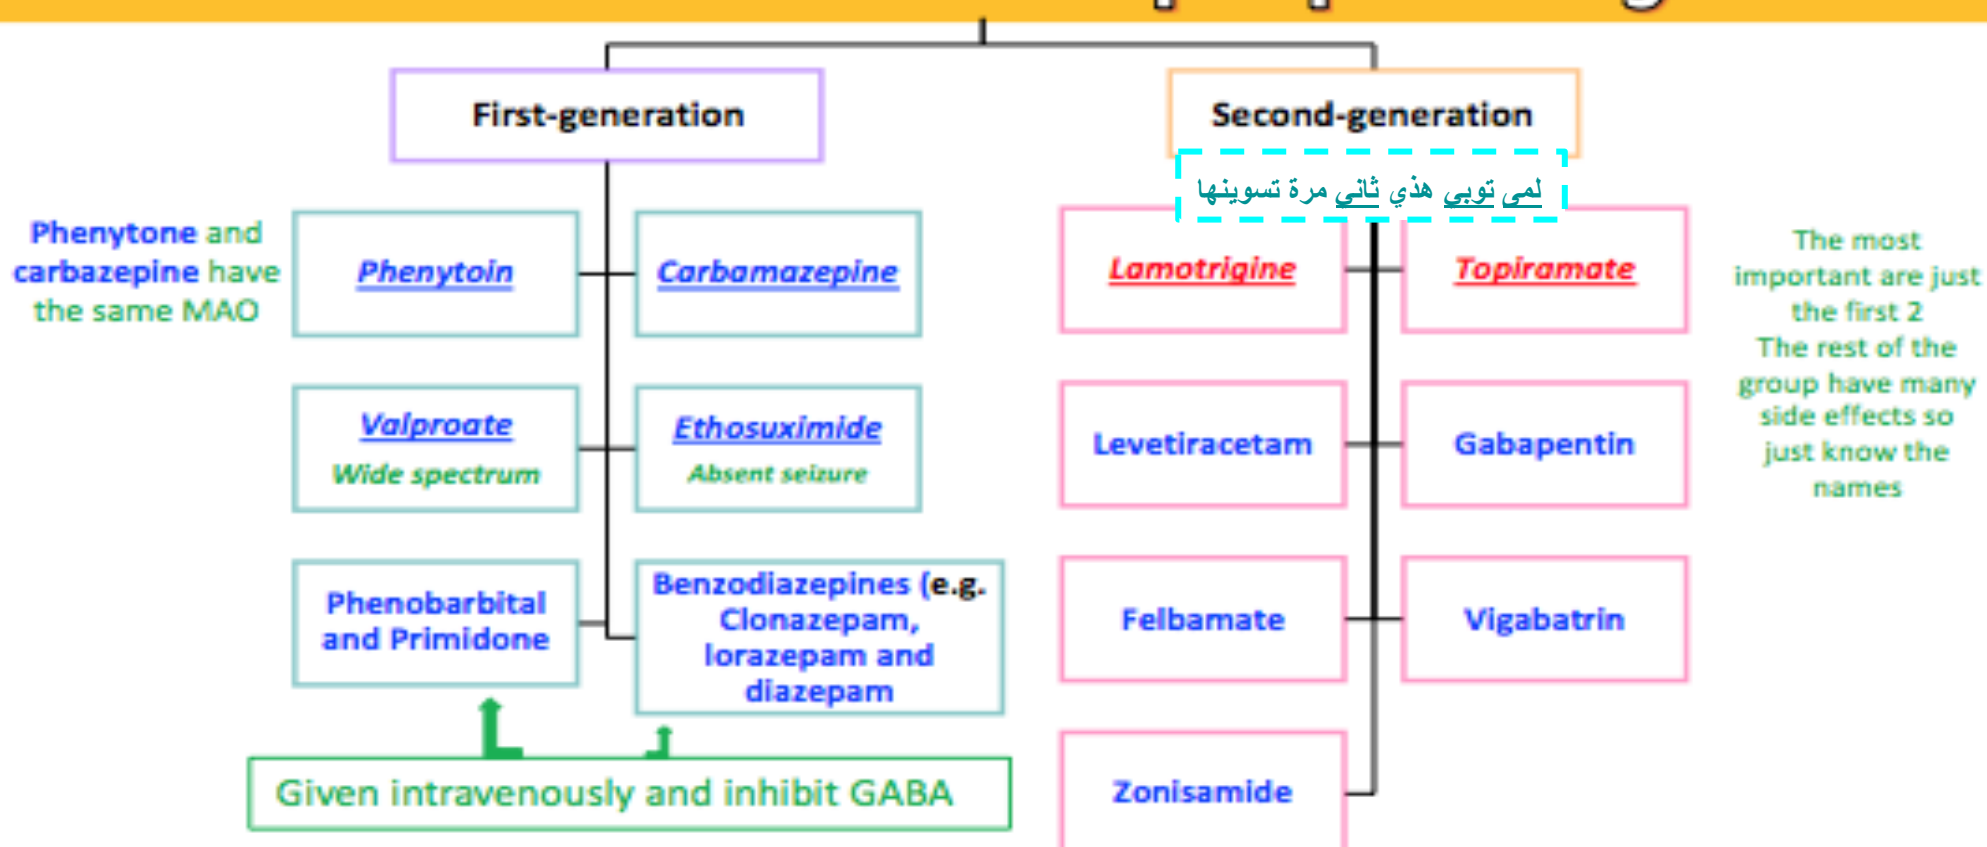 First-generation
Second-generation
لمى توبي هذي ثاني مرة تسوينها
Phenytone and
carbazepine have
the same MAO
Phenytoin
Carbamazepine
Valproate
Wide spectrum
Ethosuximide
Absent seizure
Phenobarbital
and Primidone
Benzodiazepines (e.g.
Clonazepam,
lorazepam and
diazepam
Given intravenously and inhibit GABA
Lamotrigine
Topiramate
Levetiracetam
Gabapentin
Felbamate
Vigabatrin
Zonisamide
The most
important are just
the first 2
The rest of the
group have many
side effects so
just know the
names